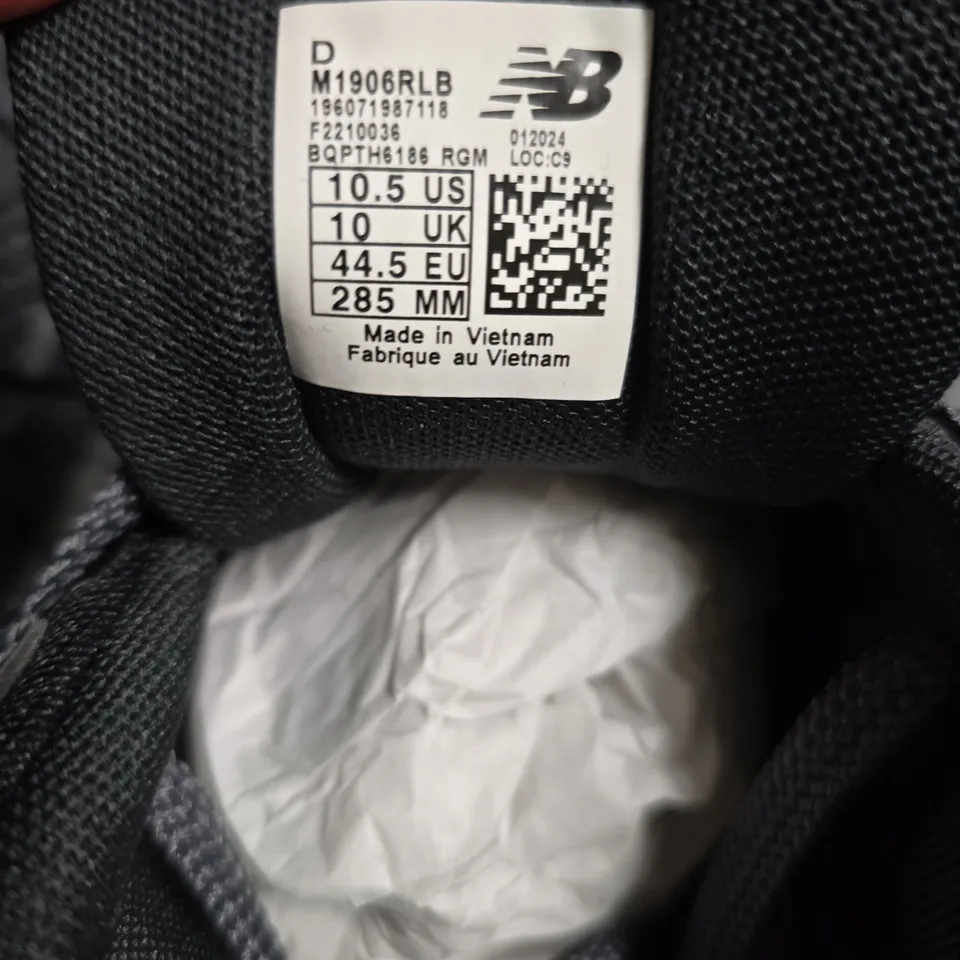 D
M1906RLB
NB
196071987118
F2210036
012024
BQPTH6186 RGM
LOC:C9
10.5 US
10 UK
44.5 EU
285 MM
Made in Vietnam
Fabrique au Vietnam